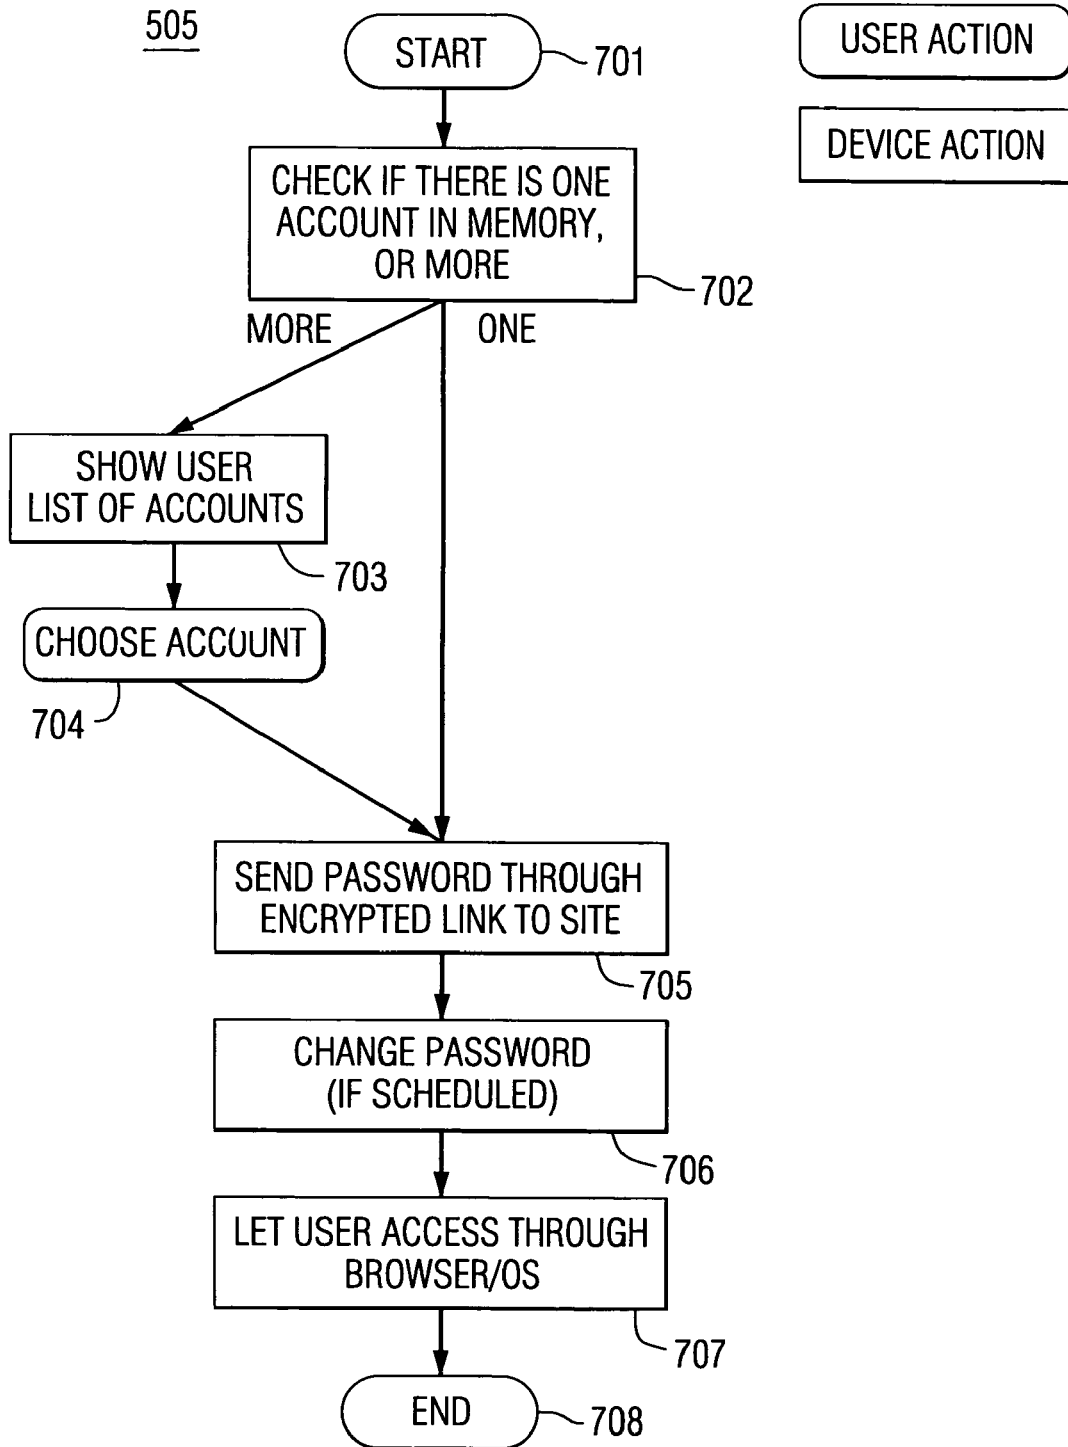 505
START
701
USER ACTION
DEVICE ACTION
CHECK IF THERE IS ONE
ACCOUNT IN MEMORY,
OR MORE
702
MORE
ONE
SHOW USER
LIST OF ACCOUNTS
703
CHOOSE ACCOUNT
704
SEND PASSWORD THROUGH
ENCRYPTED LINK TO SITE
705
CHANGE PASSWORD
(IF SCHEDULED)
706
LET USER ACCESS THROUGH
BROWSER/OS
707
END
708